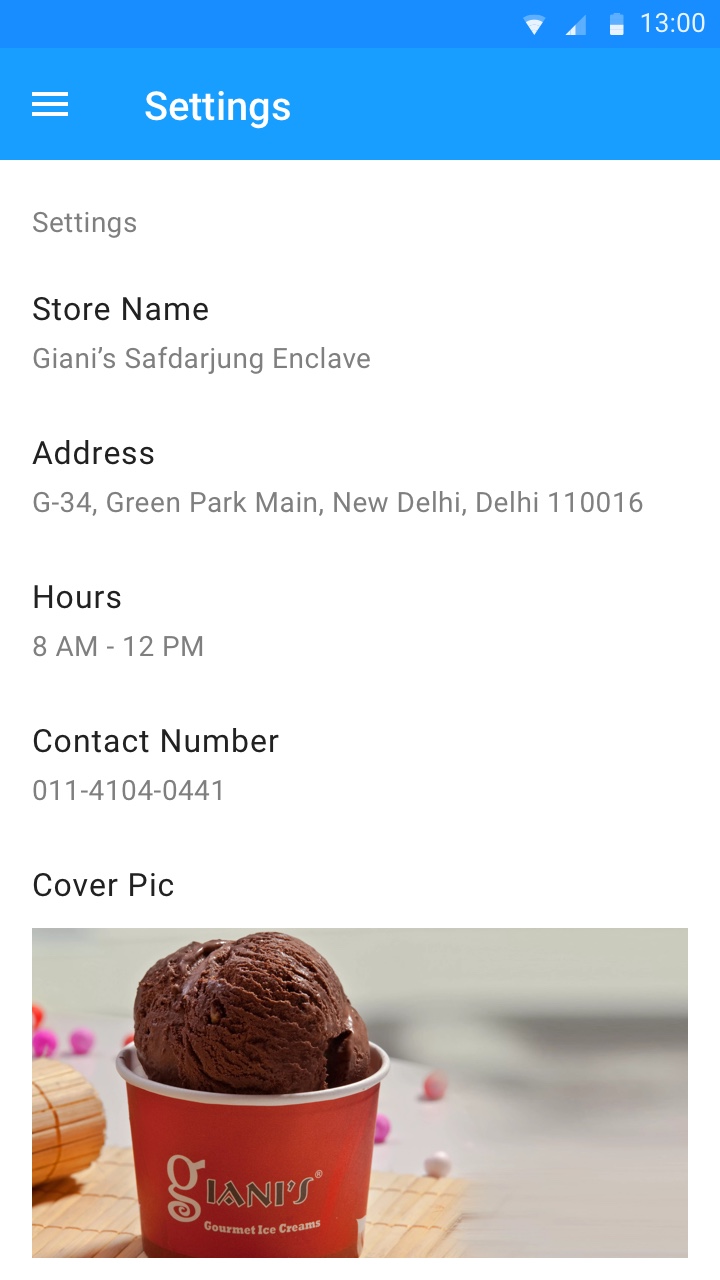 13:00
Settings
Settings
Store Name
Giani’s Safdarjung Enclave
Address
G-34, Green Park Main, New Delhi, Delhi 110016
Hours
8 AM - 12 PM
Contact Number
011-4104-0441
Cover Pic
gIANI’S®
Gourmet Ice Creams